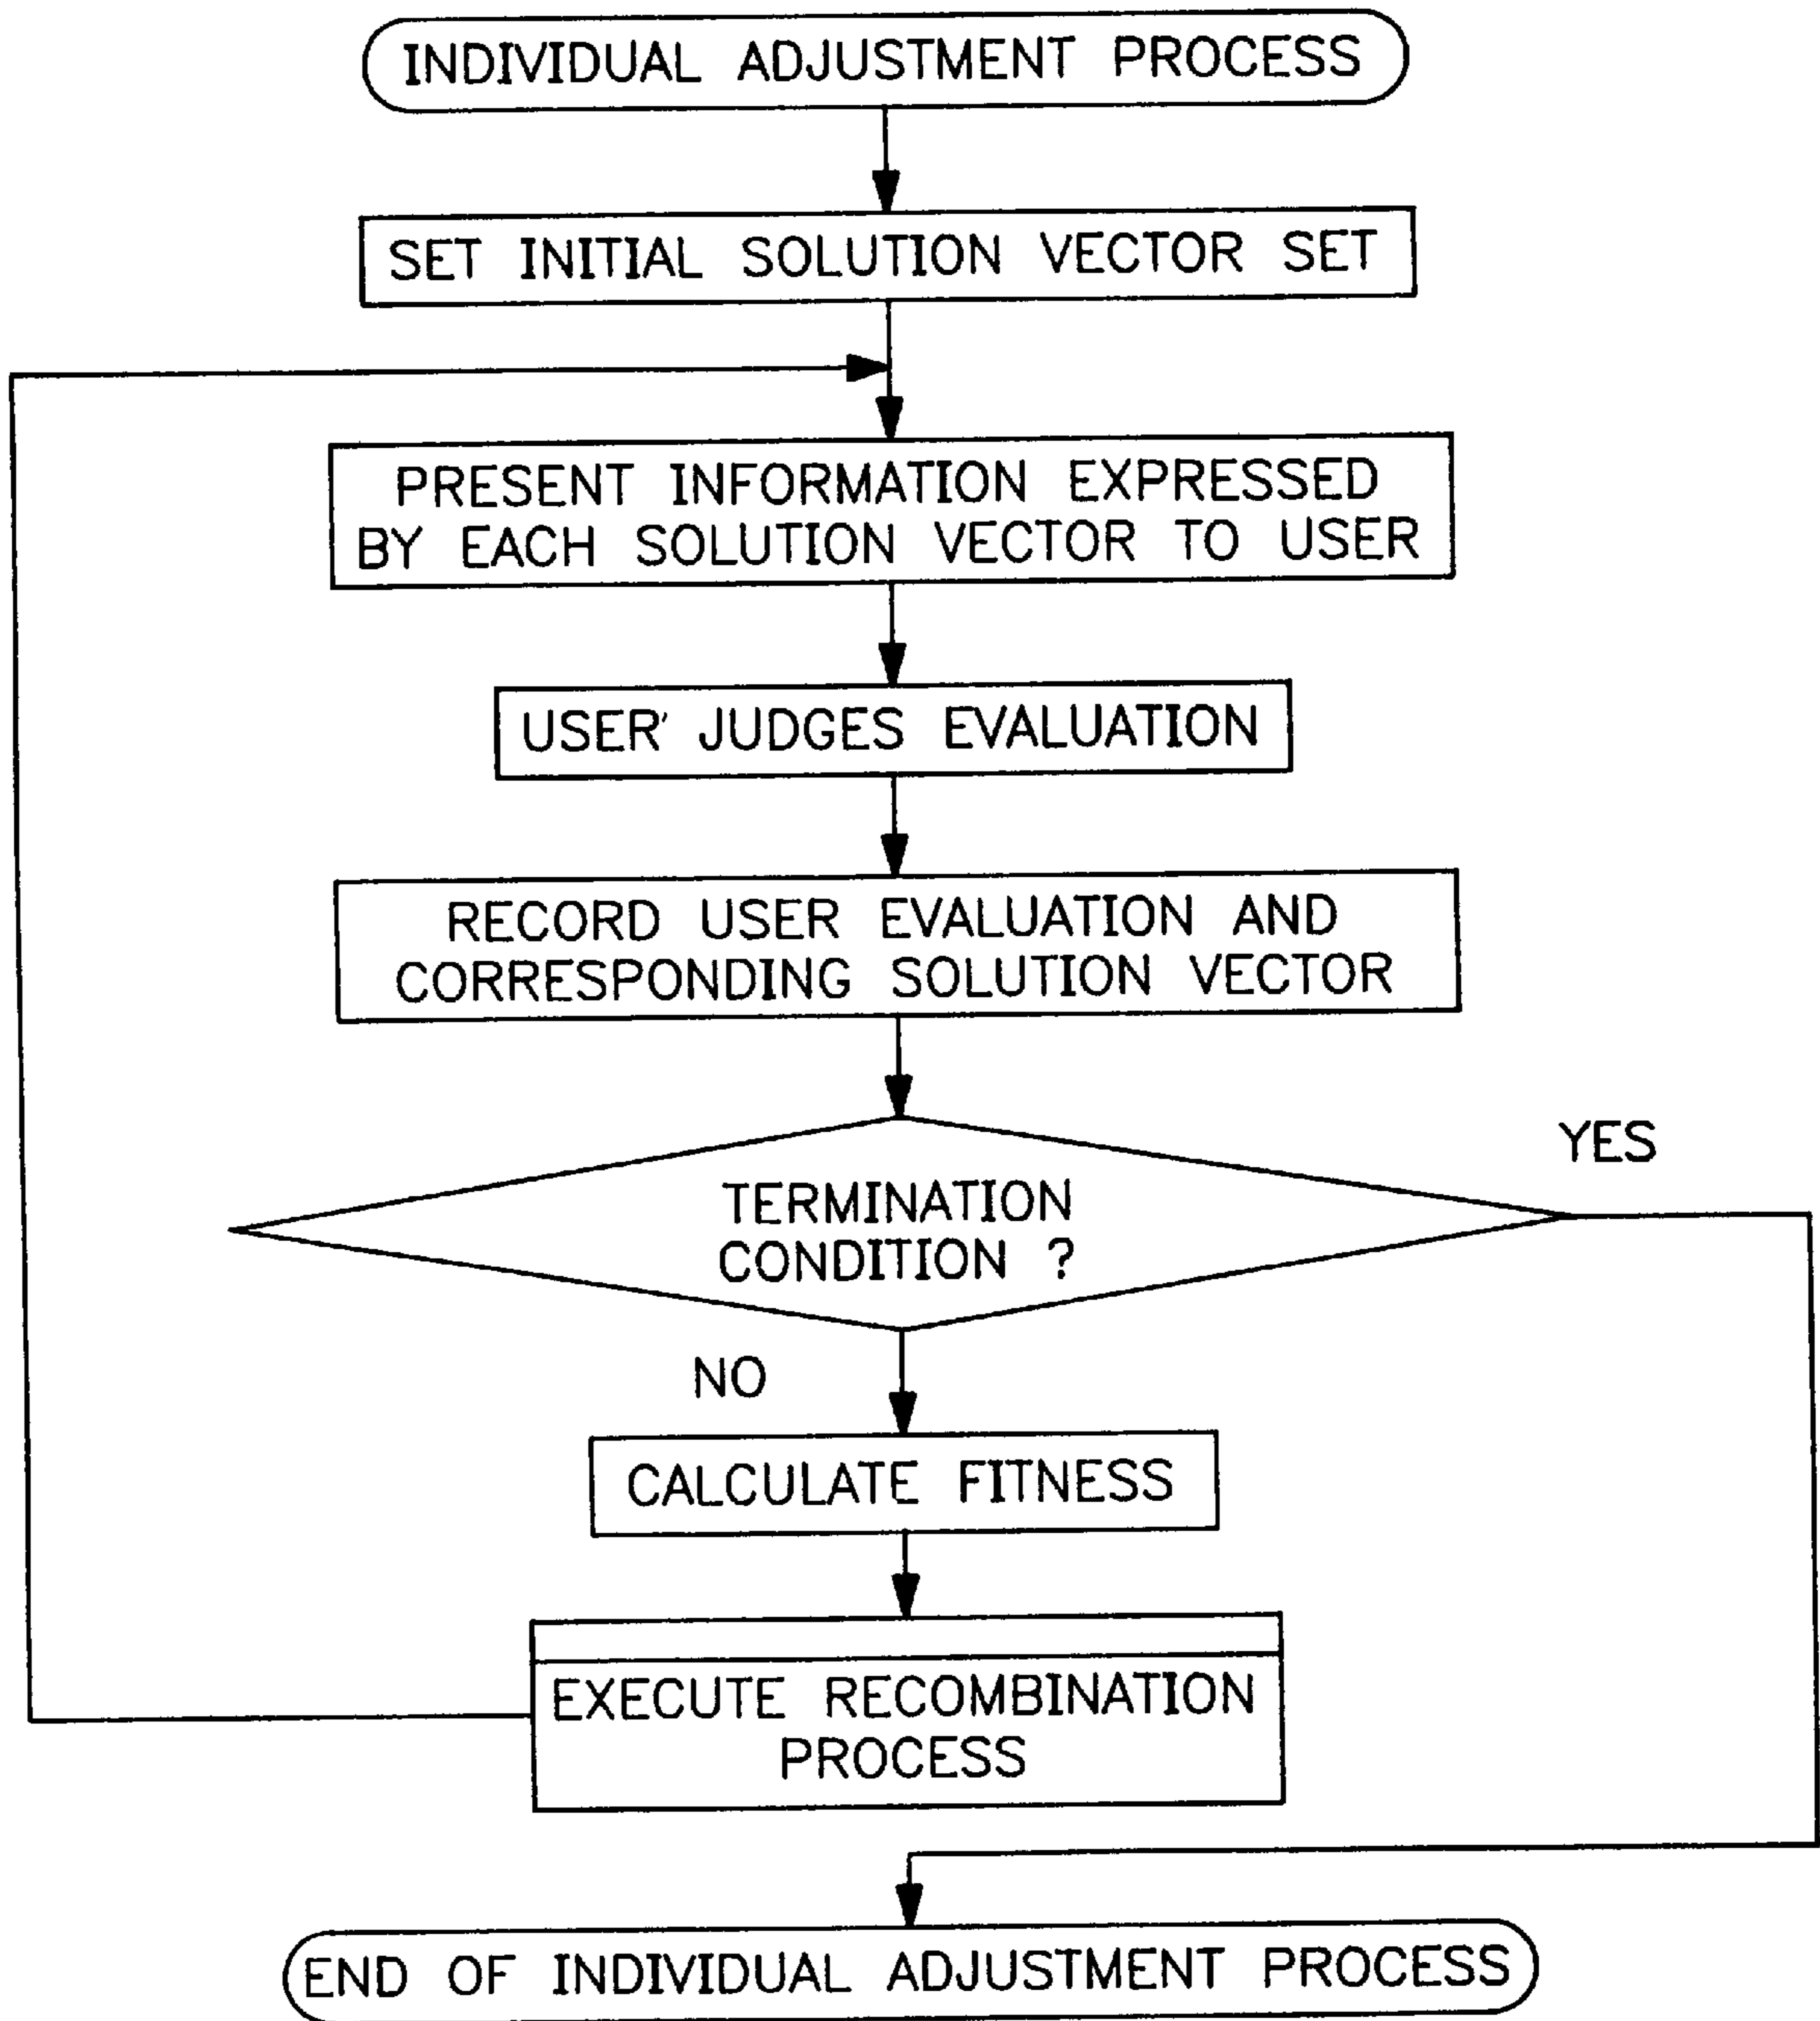 INDIVIDUAL ADJUSTMENT PROCESS
SET INITIAL SOLUTION VECTOR SET
PRESENT INFORMATION EXPRESSED
BY EACH SOLUTION VECTOR TO USER
USER' JUDGES EVALUATION
RECORD USER EVALUATION AND
CORRESPONDING SOLUTION VECTOR
YES
TERMINATION
CONDITION ?
NO
CALCULATE FITNESS
EXECUTE RECOMBINATION
PROCESS
END OF INDIVIDUAL ADJUSTMENT PROCESS